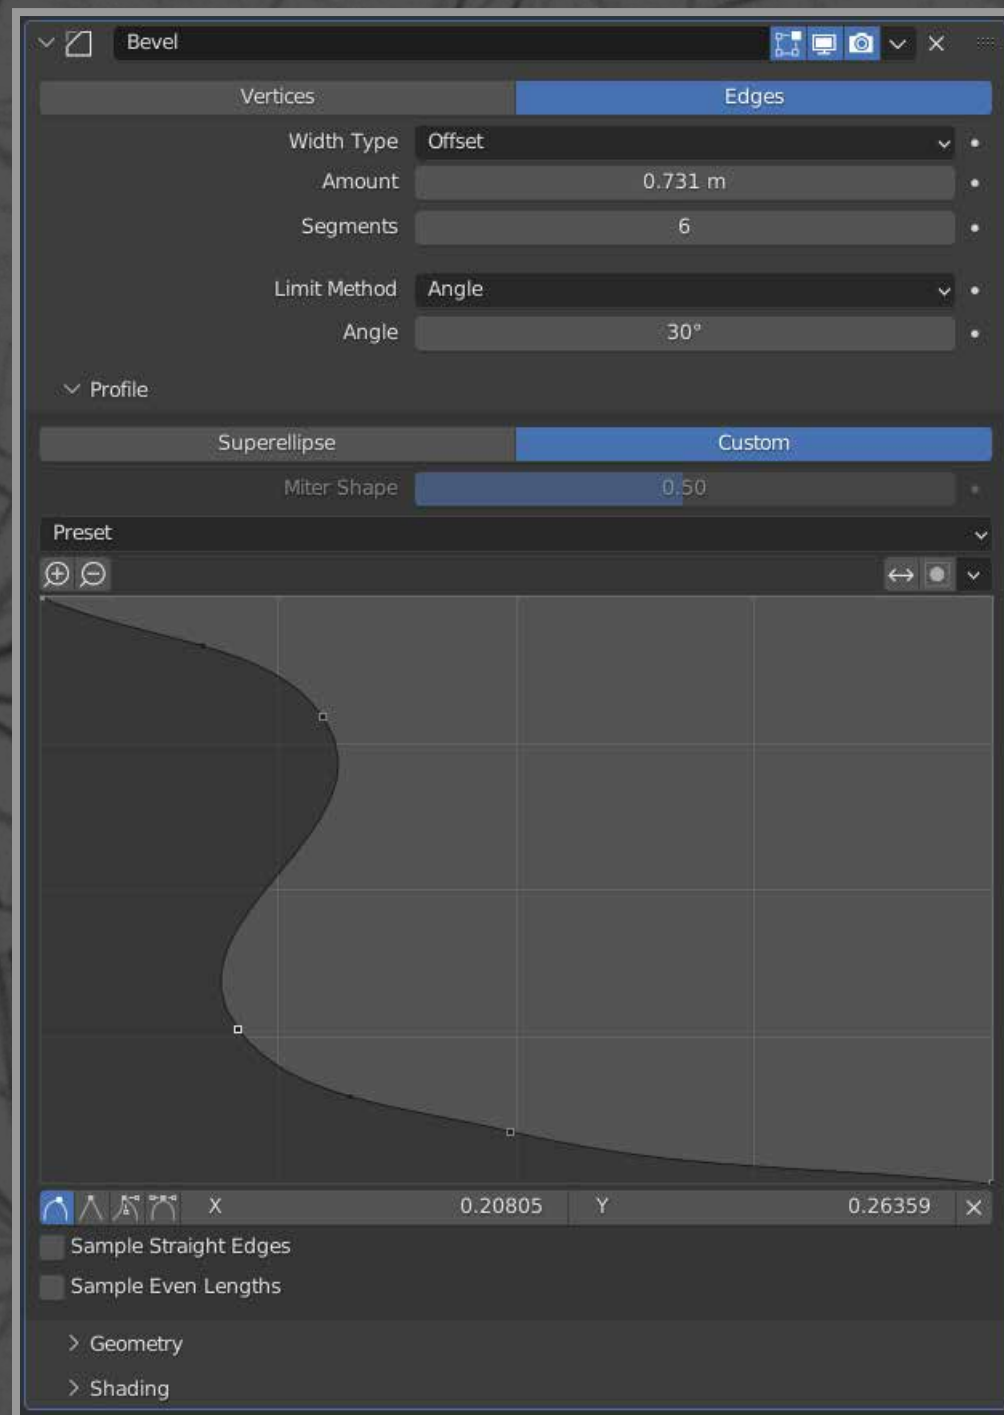 Bevel
Vertices Edges
Width Type Offset
Amount 0.731 m
Segments 6
Limit Method Angle
Angle 30°
Profile
Superellipse Custom
Miter Shape 0.50
Preset
X 0.20805 Y 0.26359
Sample Straight Edges
Sample Even Lengths
Geometry
Shading